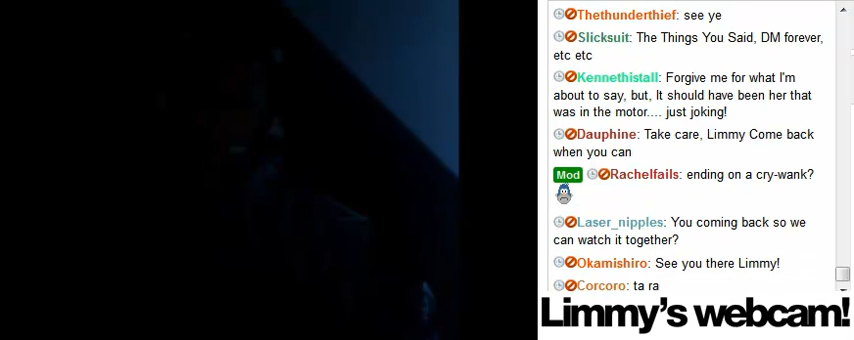 Thethunderthief: see ye
Slicksuit: The Things You Said, DM forever,
etc etc
Kennethistall: Forgive me for what I'm
about to say, but, It should have been her that
was in the motor.... just joking!
Dauphine: Take care, Limmy Come back
when you can
Mod Rachelfails: ending on a cry-wank?
Laser_nipples: You coming back so we
can watch it together?
Okamishiro: See you there Limmy!
Corcoro: ta ra
Limmy's webcam!